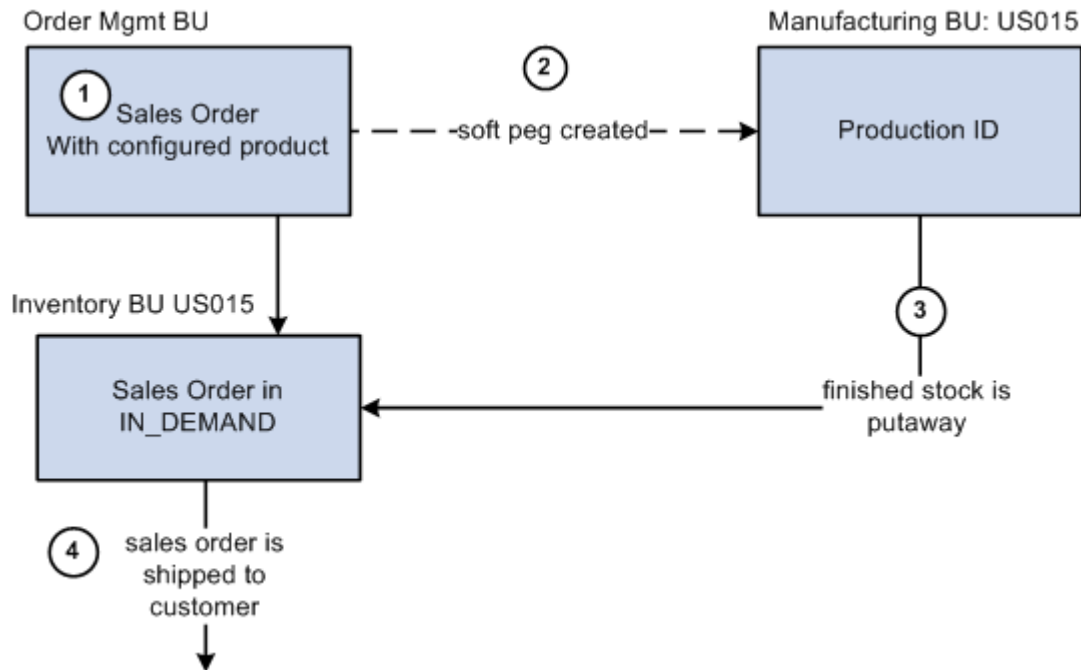 Order Mgmt BU
Manufacturing BU: US015
1
Sales Order
With configured product
2
soft peg created
Production ID
Inventory BU US015
3
Sales Order in
IN_DEMAND
finished stock is
putaway
4
sales order is
shipped to
customer